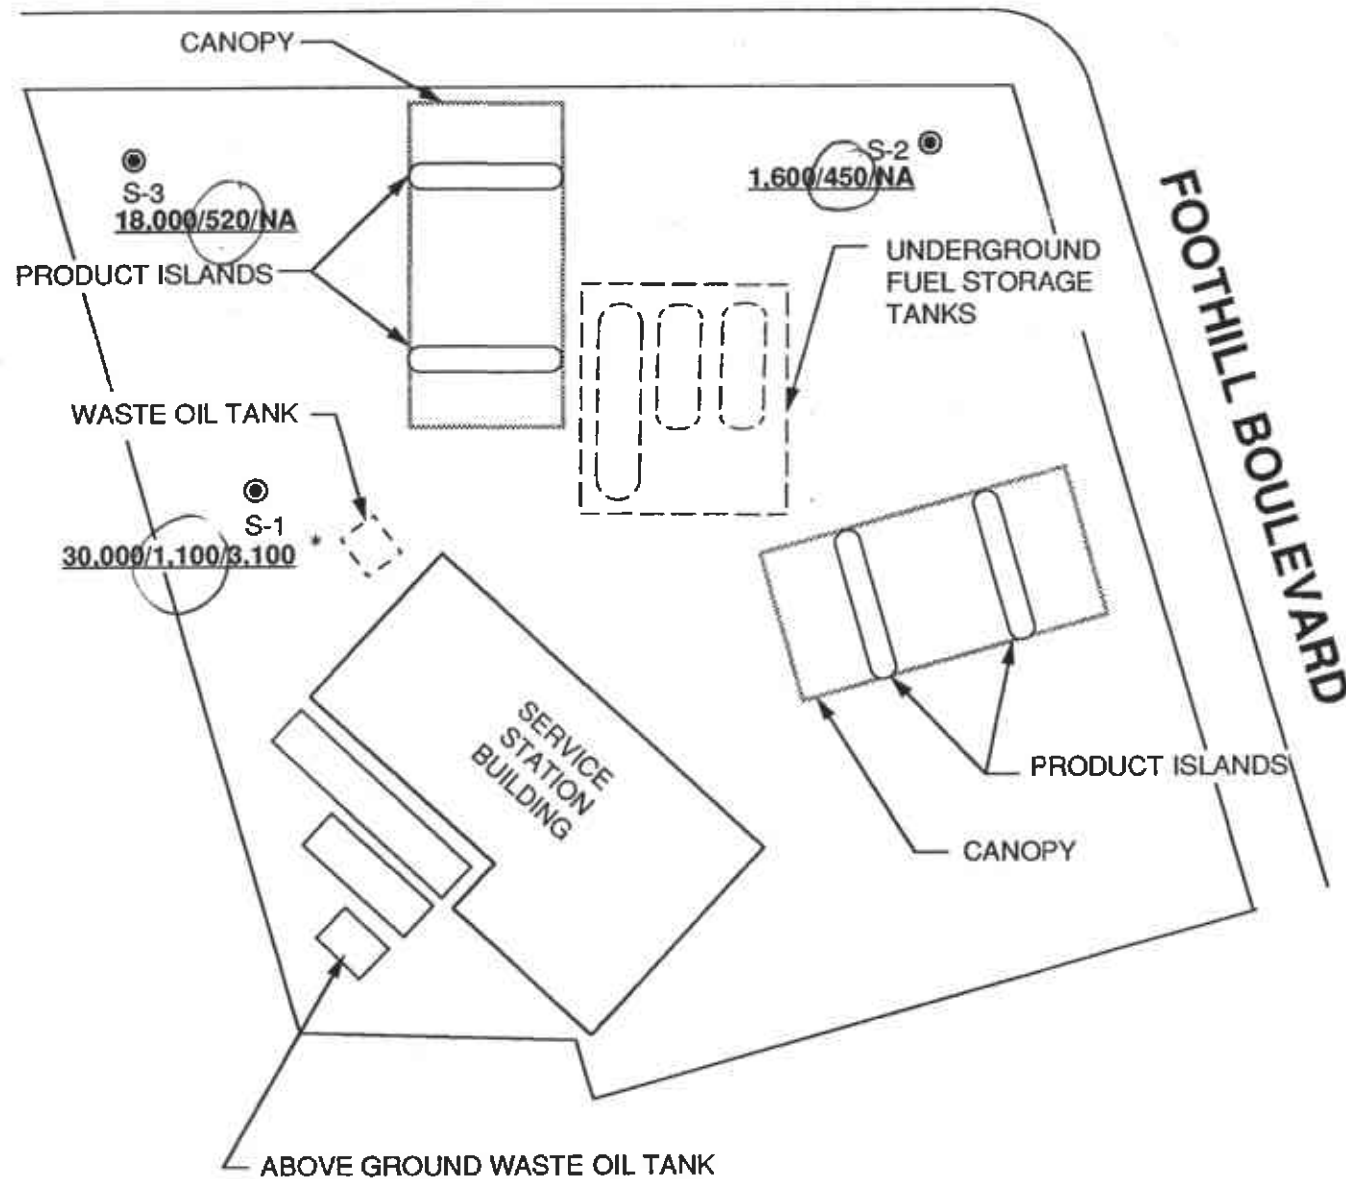 CANOPY
S-3
18,000/520/NA
S-2
1,600/450/NA
PRODUCT ISLANDS
UNDERGROUND
FUEL STORAGE
TANKS
FOOTHILL BOULEVARD
WASTE OIL TANK
S-1
30,000/1,100/3,100 *
SERVICE
STATION
BUILDING
PRODUCT ISLANDS
CANOPY
ABOVE GROUND WASTE OIL TANK